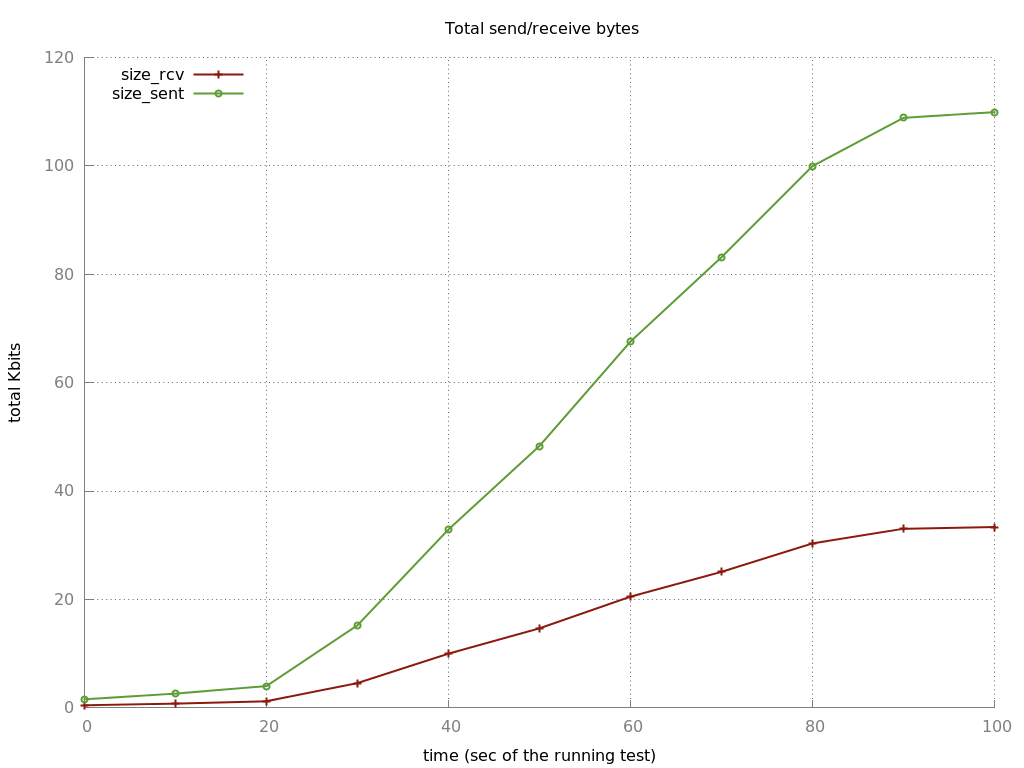 Total send/receive bytes
size_rcv
size_sent
120
100
80
60
40
20
0
total Kbits
0 20 40 60 80 100
time (sec of the running test)